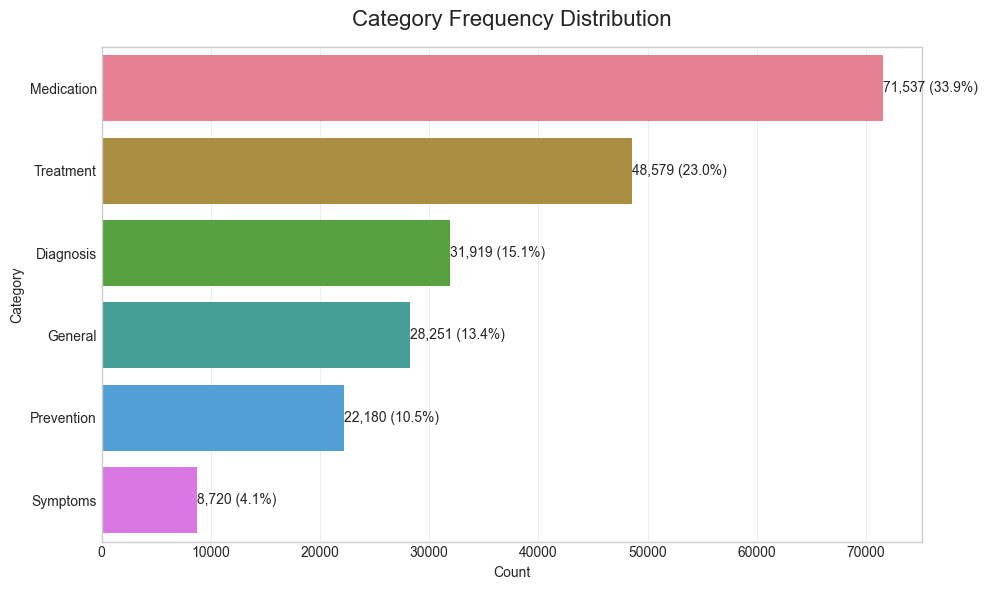 Category Frequency Distribution
Category
Medication
71,537 (33.9%)
Treatment
48,579 (23.0%)
Diagnosis
31,919 (15.1%)
General
28,251 (13.4%)
Prevention
22,180 (10.5%)
Symptoms
8,720 (4.1%)
0 10000 20000 30000 40000 50000 60000 70000
Count